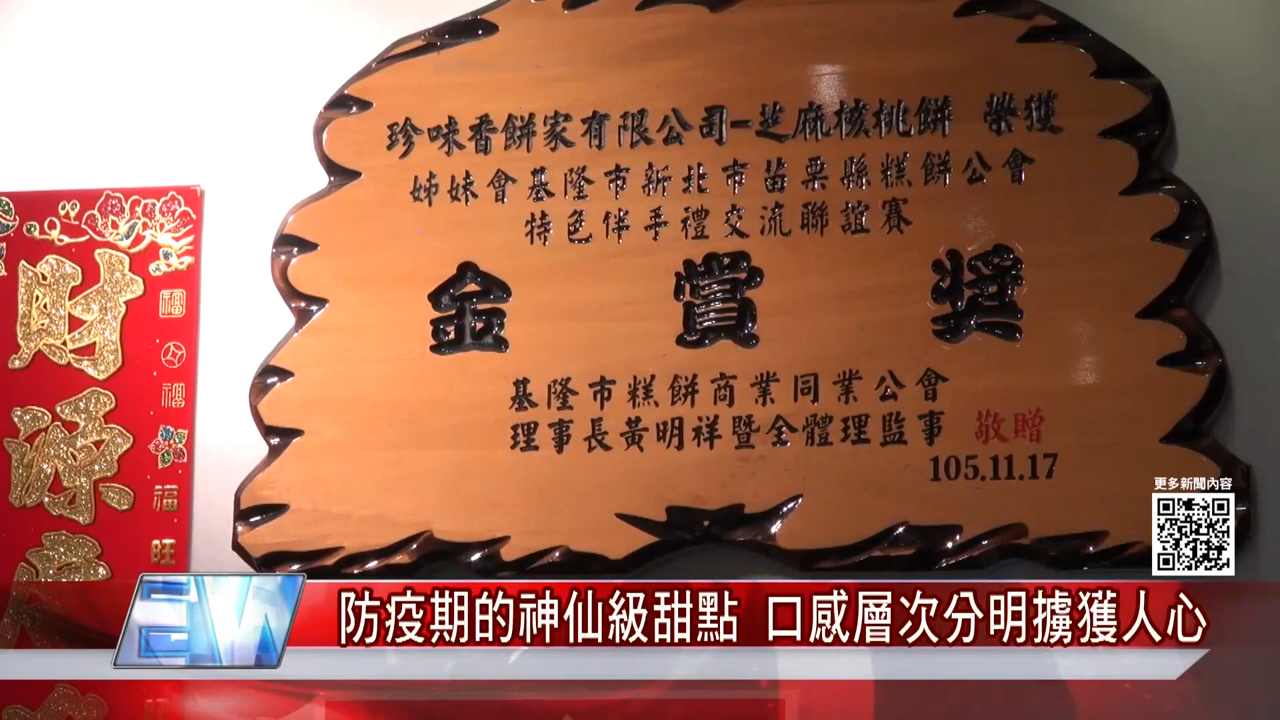 珍味香餅家有限公司-芝麻核桃餅 榮獲
姊妹會基隆市新北市苗栗縣糕餅公會
特色伴手禮交流聯誼賽
金賞獎
基隆市糕餅商業同業公會
理事長黃明祥暨全體理監事 敬贈
105.11.17
財源
福
福
福
旺
更多新聞內容
防疫期的神仙級甜點 口感層次分明擄獲人心